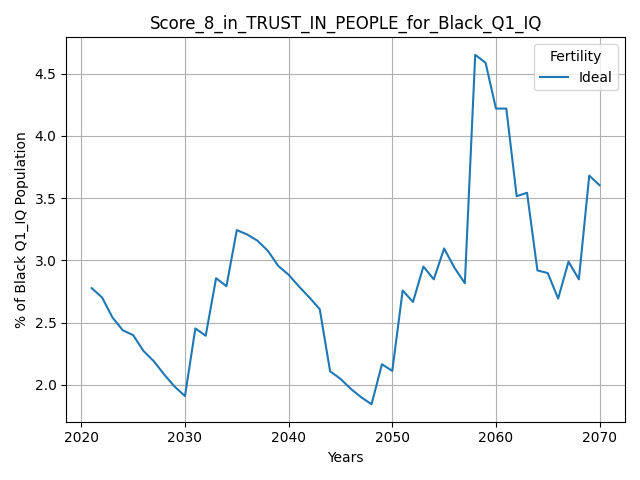 Score_8_in_TRUST_IN_PEOPLE_for_Black_Q1_IQ
Fertility
Ideal
% of Black Q1_IQ Population
4.5
4.0
3.5
3.0
2.5
2.0
2020 2030 2040 2050 2060 2070
Years